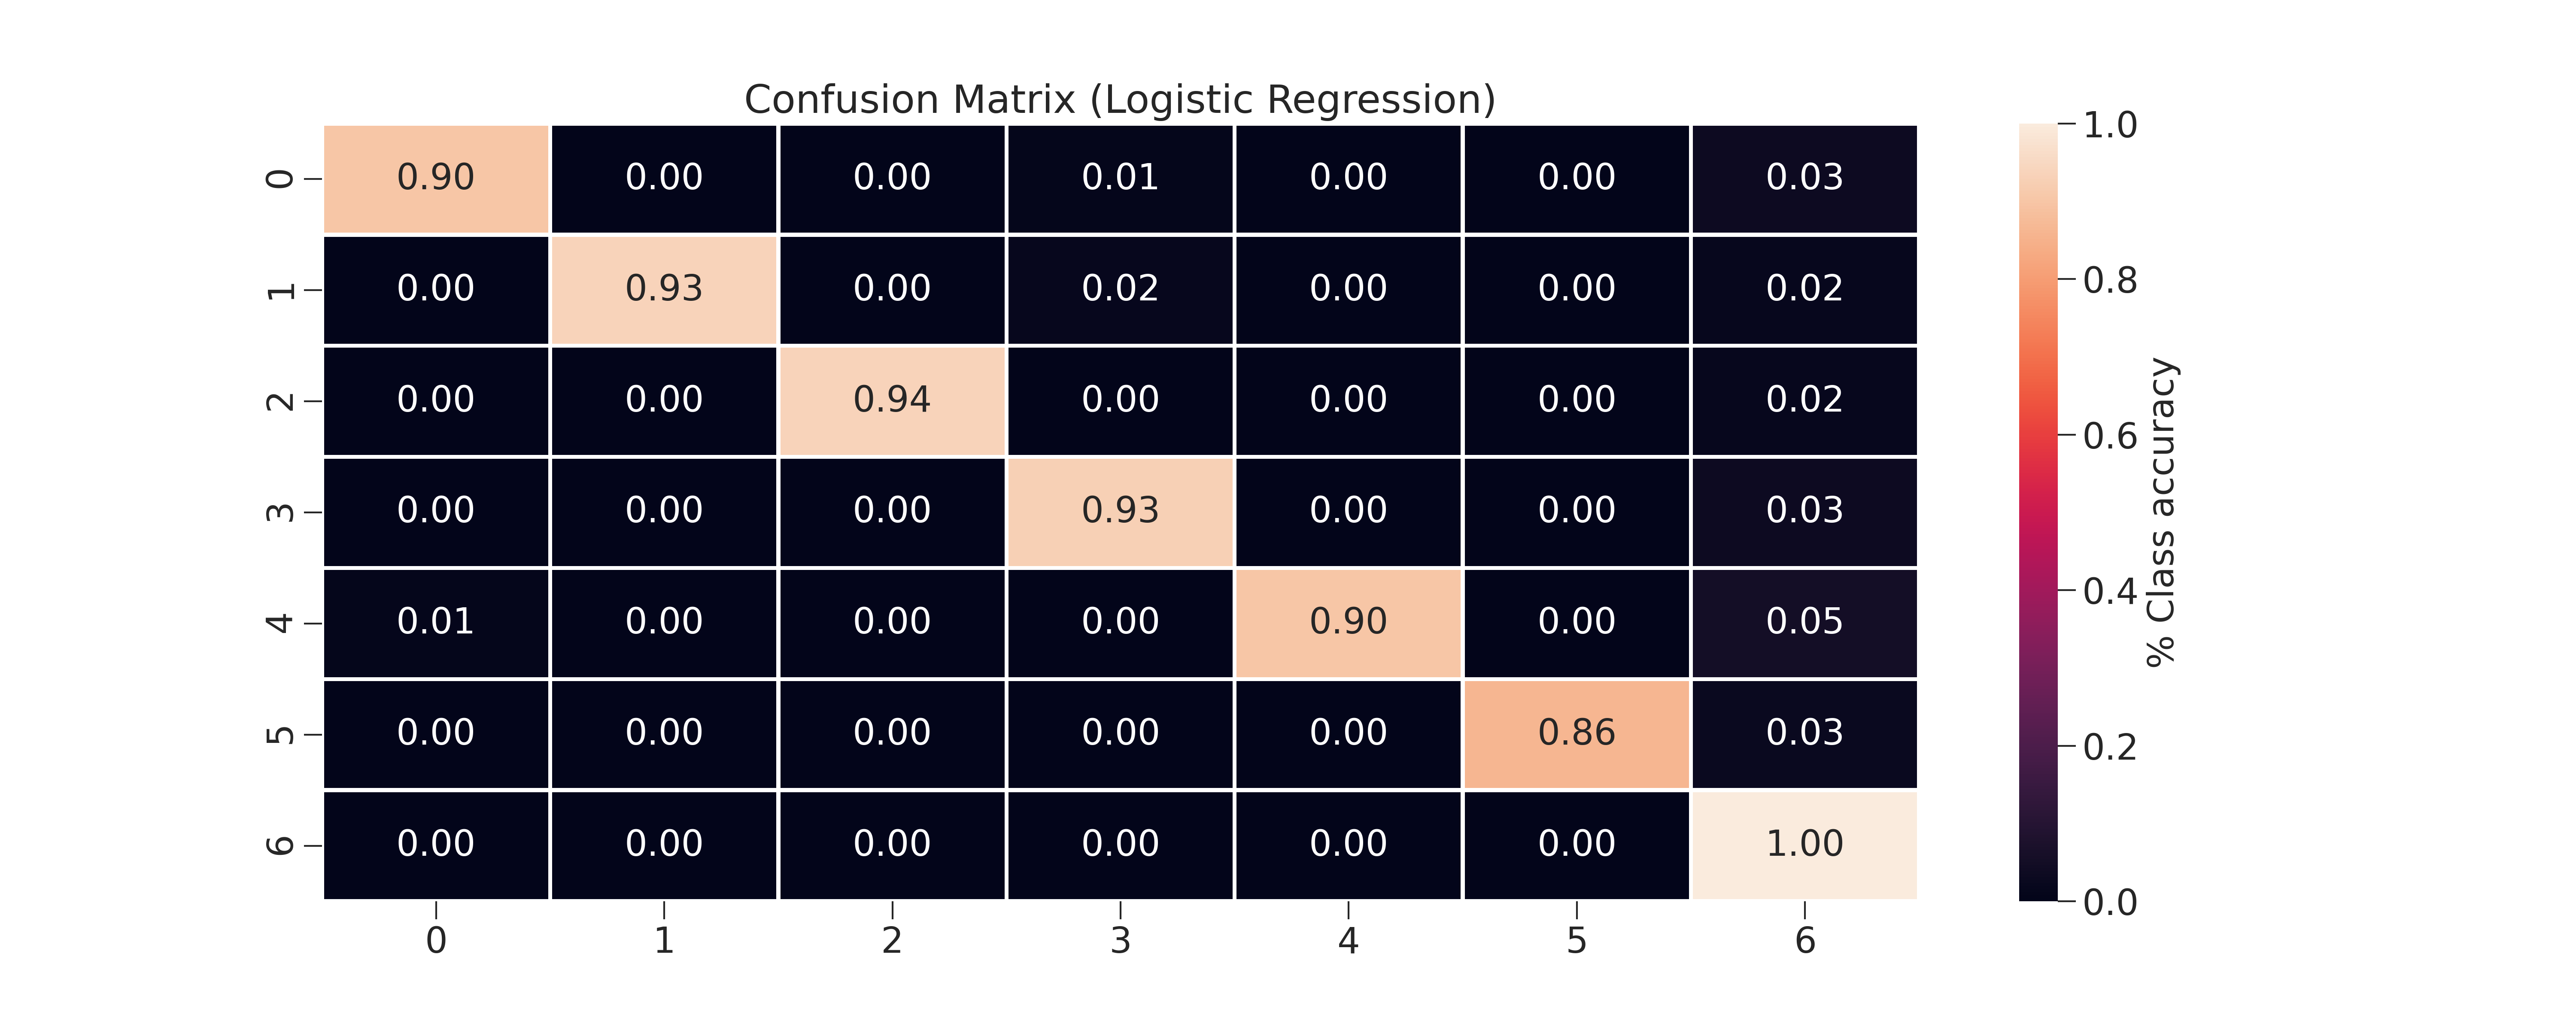 Confusion Matrix (Logistic Regression)
0 0.90 0.00 0.00 0.01 0.00 0.00 0.03
1 0.00 0.93 0.00 0.02 0.00 0.00 0.02
2 0.00 0.00 0.94 0.00 0.00 0.00 0.02
3 0.00 0.00 0.00 0.93 0.00 0.00 0.03
4 0.01 0.00 0.00 0.00 0.90 0.00 0.05
5 0.00 0.00 0.00 0.00 0.00 0.86 0.03
6 0.00 0.00 0.00 0.00 0.00 0.00 1.00
0 1 2 3 4 5 6
1.0
0.8
0.6
0.4
0.2
0.0
% Class accuracy